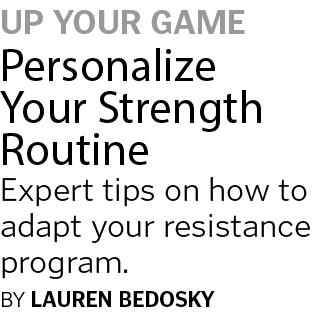 UP YOUR GAME
Personalize
Your Strength
Routine
Expert tips on how to
adapt your resistance
program.
BY LAUREN BEDOSKY